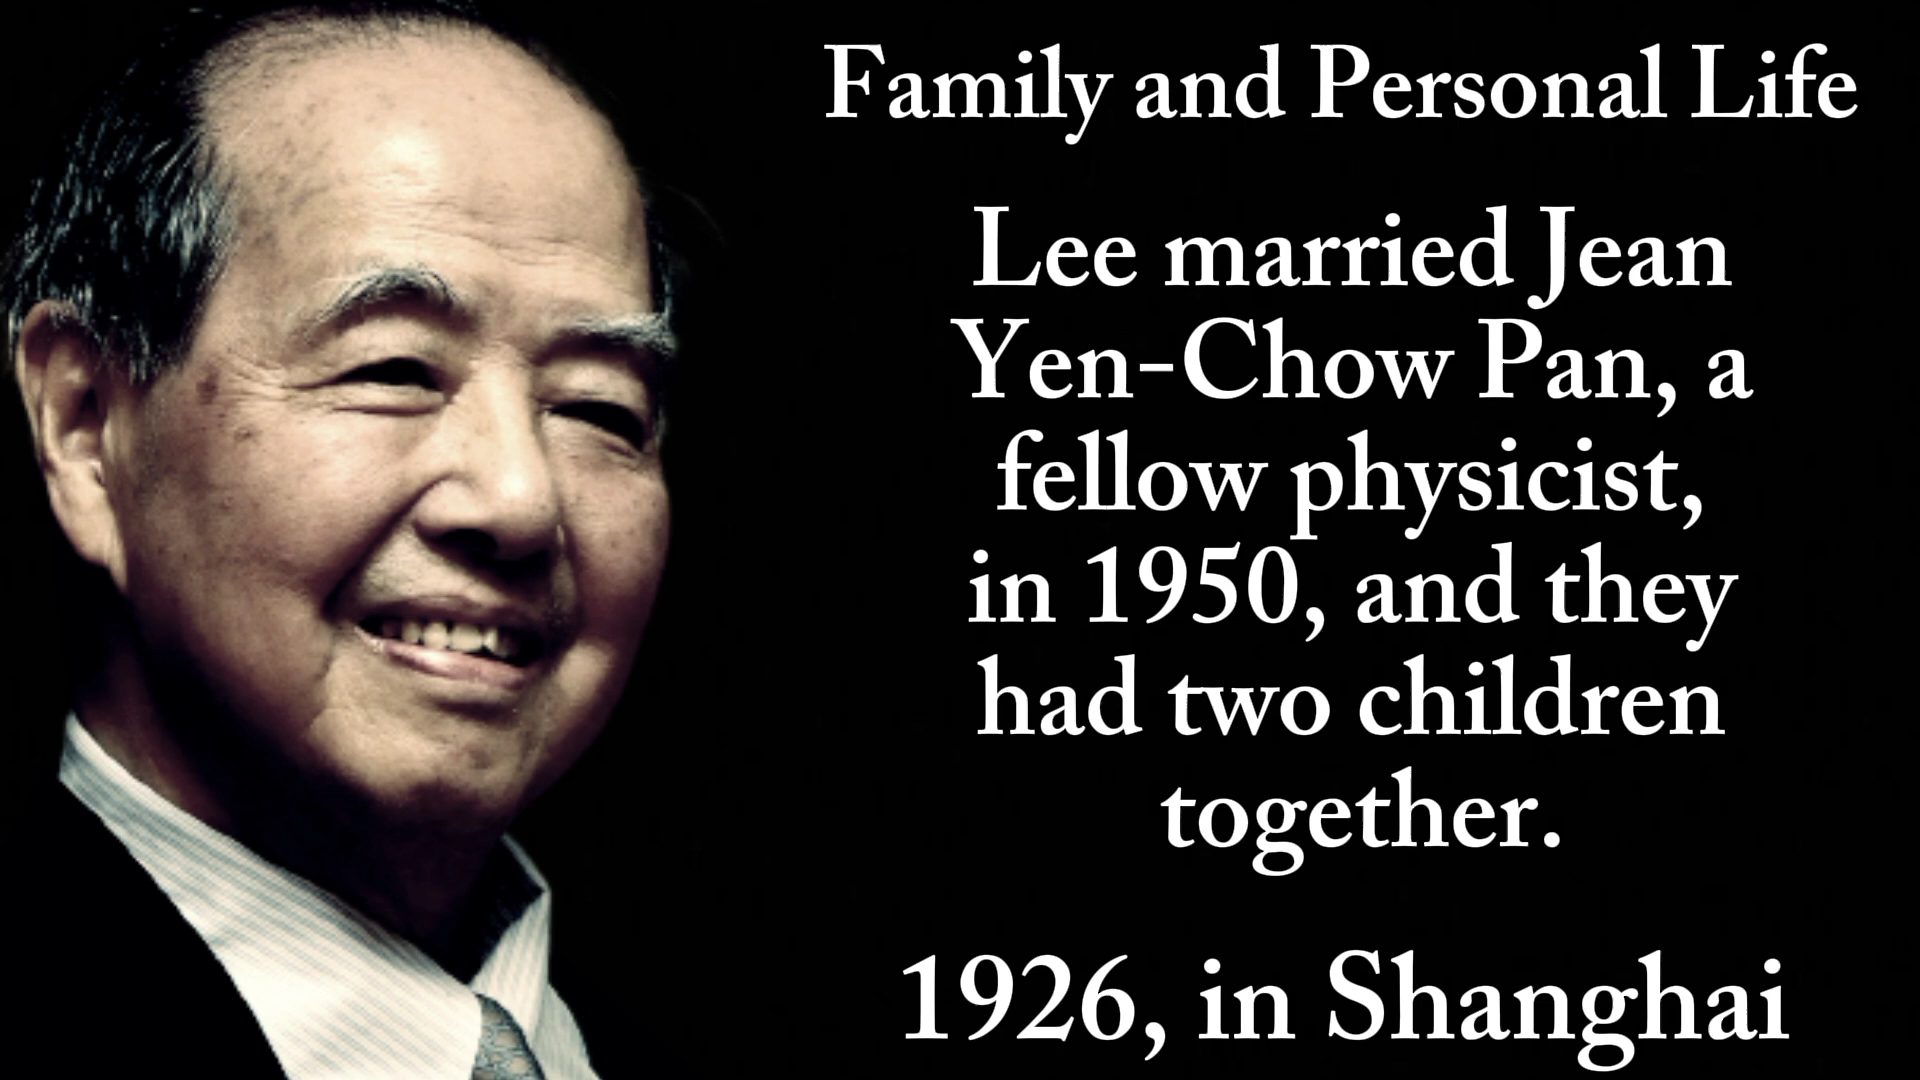 Family and Personal Life
Lee married Jean
Yen-Chow Pan, a
fellow physicist,
in 1950, and they
had two children
together.
1926, in Shanghai